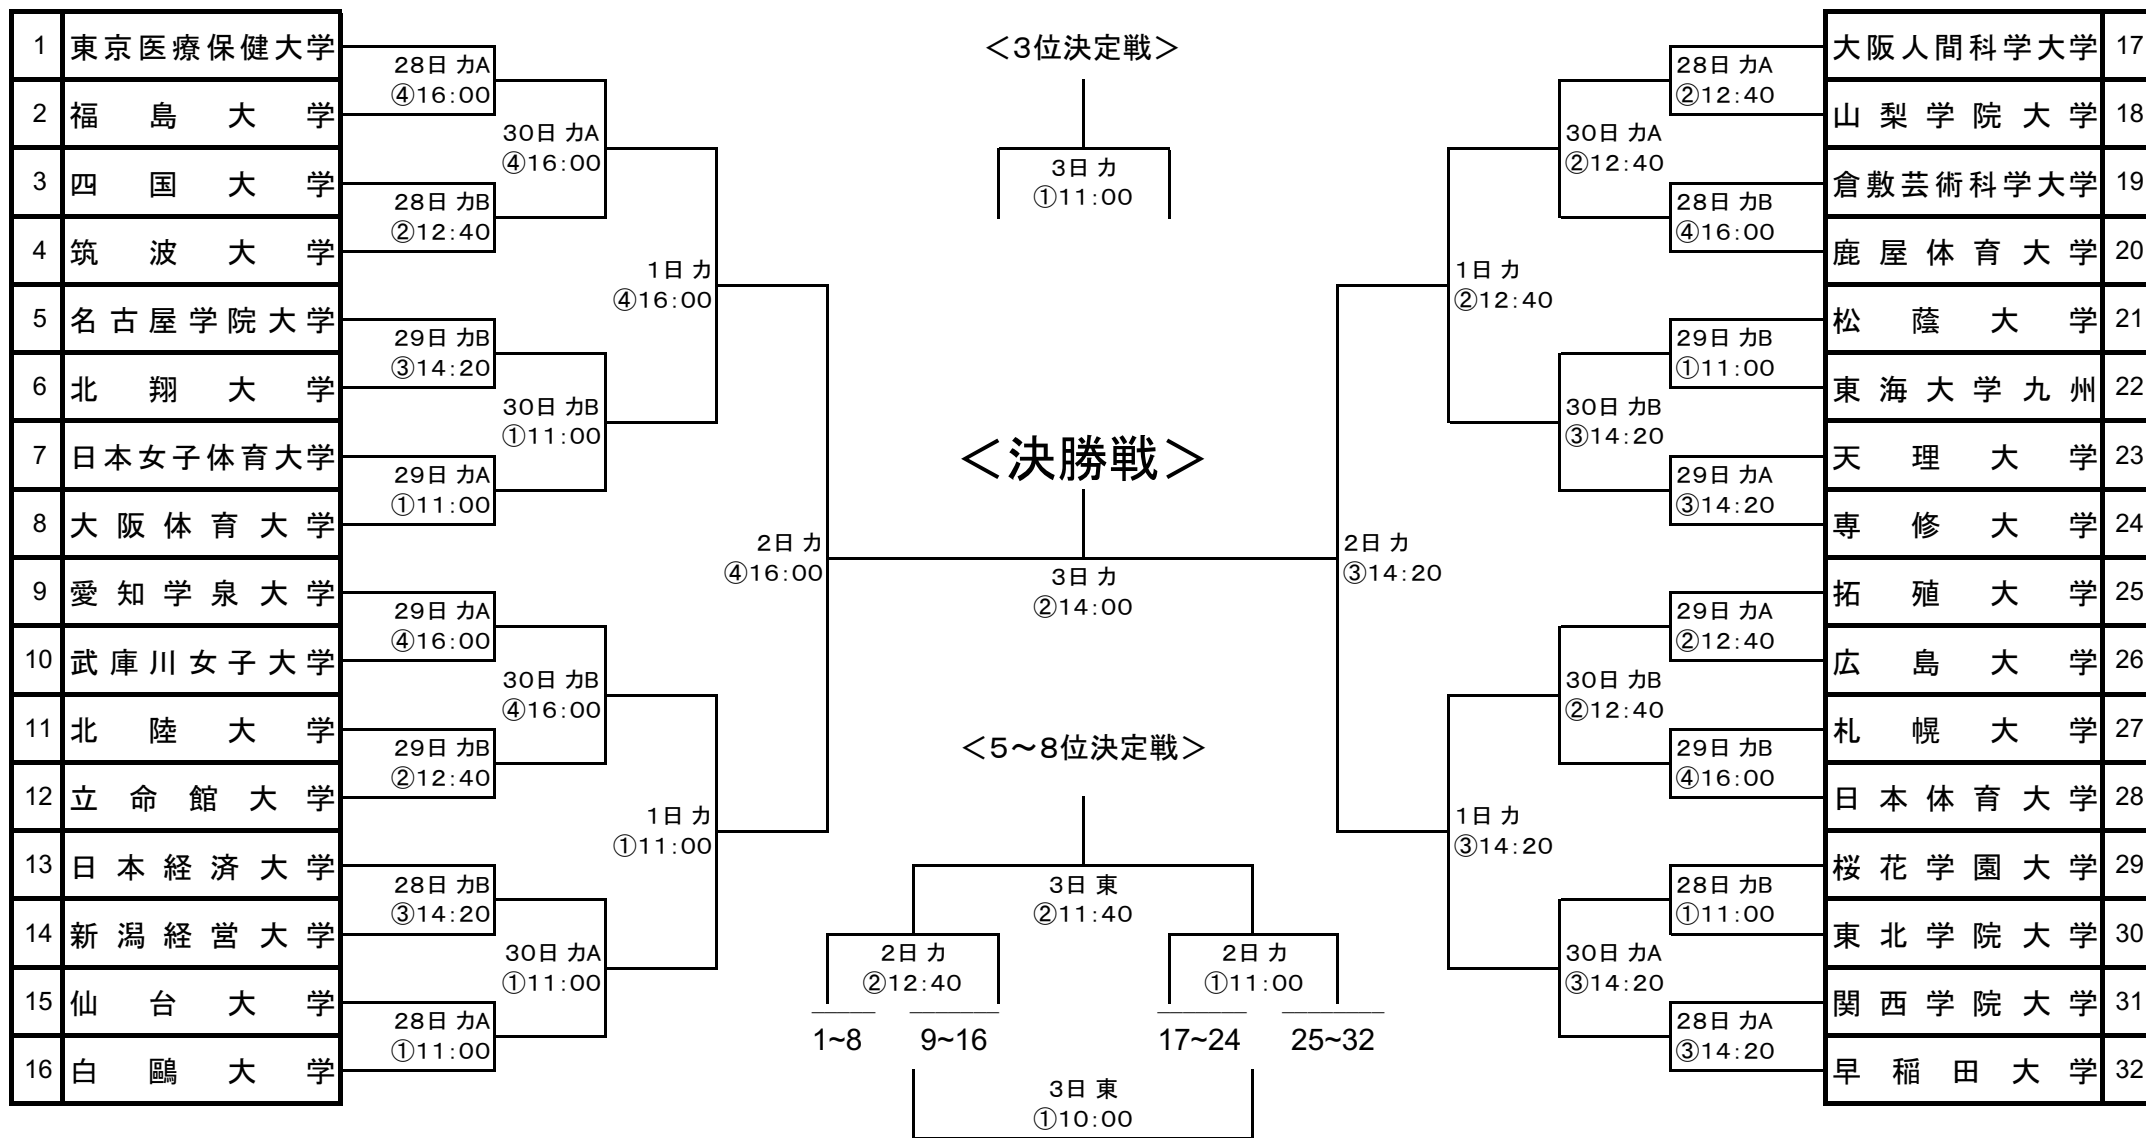 1 東京医療保健大学
2 福島大学
3 四国大学
4 筑波大学
5 名古屋学院大学
6 北翔大学
7 日本女子体育大学
8 大阪体育大学
9 愛知学泉大学
10 武庫川女子大学
11 北陸大学
12 立命館大学
13 日本経済大学
14 新潟経営大学
15 仙台大学
16 白鷗大学
28日 カA
④16:00
28日 カB
②12:40
29日 カB
③14:20
29日 カA
①11:00
29日 カA
④16:00
29日 カB
②12:40
28日 カB
③14:20
28日 カA
①11:00
30日 カA
④16:00
30日 カB
①11:00
30日 カB
④16:00
30日 カA
①11:00
1日 カ
④16:00
1日 カ
①11:00
2日 カ
④16:00
＜3位決定戦＞
3日 カ
①11:00
＜決勝戦＞
3日 カ
②14:00
＜5～8位決定戦＞
3日 東
②11:40
2日 カ
②12:40
2日 カ
①11:00
1~8 9~16 17~24 25~32
3日 東
①10:00
2日 カ
③14:20
1日 カ
②12:40
1日 カ
③14:20
30日 カA
②12:40
30日 カB
③14:20
30日 カB
②12:40
30日 カA
③14:20
28日 カA
②12:40
28日 カB
④16:00
29日 カB
①11:00
29日 カA
③14:20
29日 カA
②12:40
29日 カB
④16:00
28日 カB
①11:00
28日 カA
③14:20
大阪人間科学大学 17
山梨学院大学 18
倉敷芸術科学大学 19
鹿屋体育大学 20
松蔭大学 21
東海大学九州 22
天理大学 23
専修大学 24
拓殖大学 25
広島大学 26
札幌大学 27
日本体育大学 28
桜花学園大学 29
東北学院大学 30
関西学院大学 31
早稲田大学 32